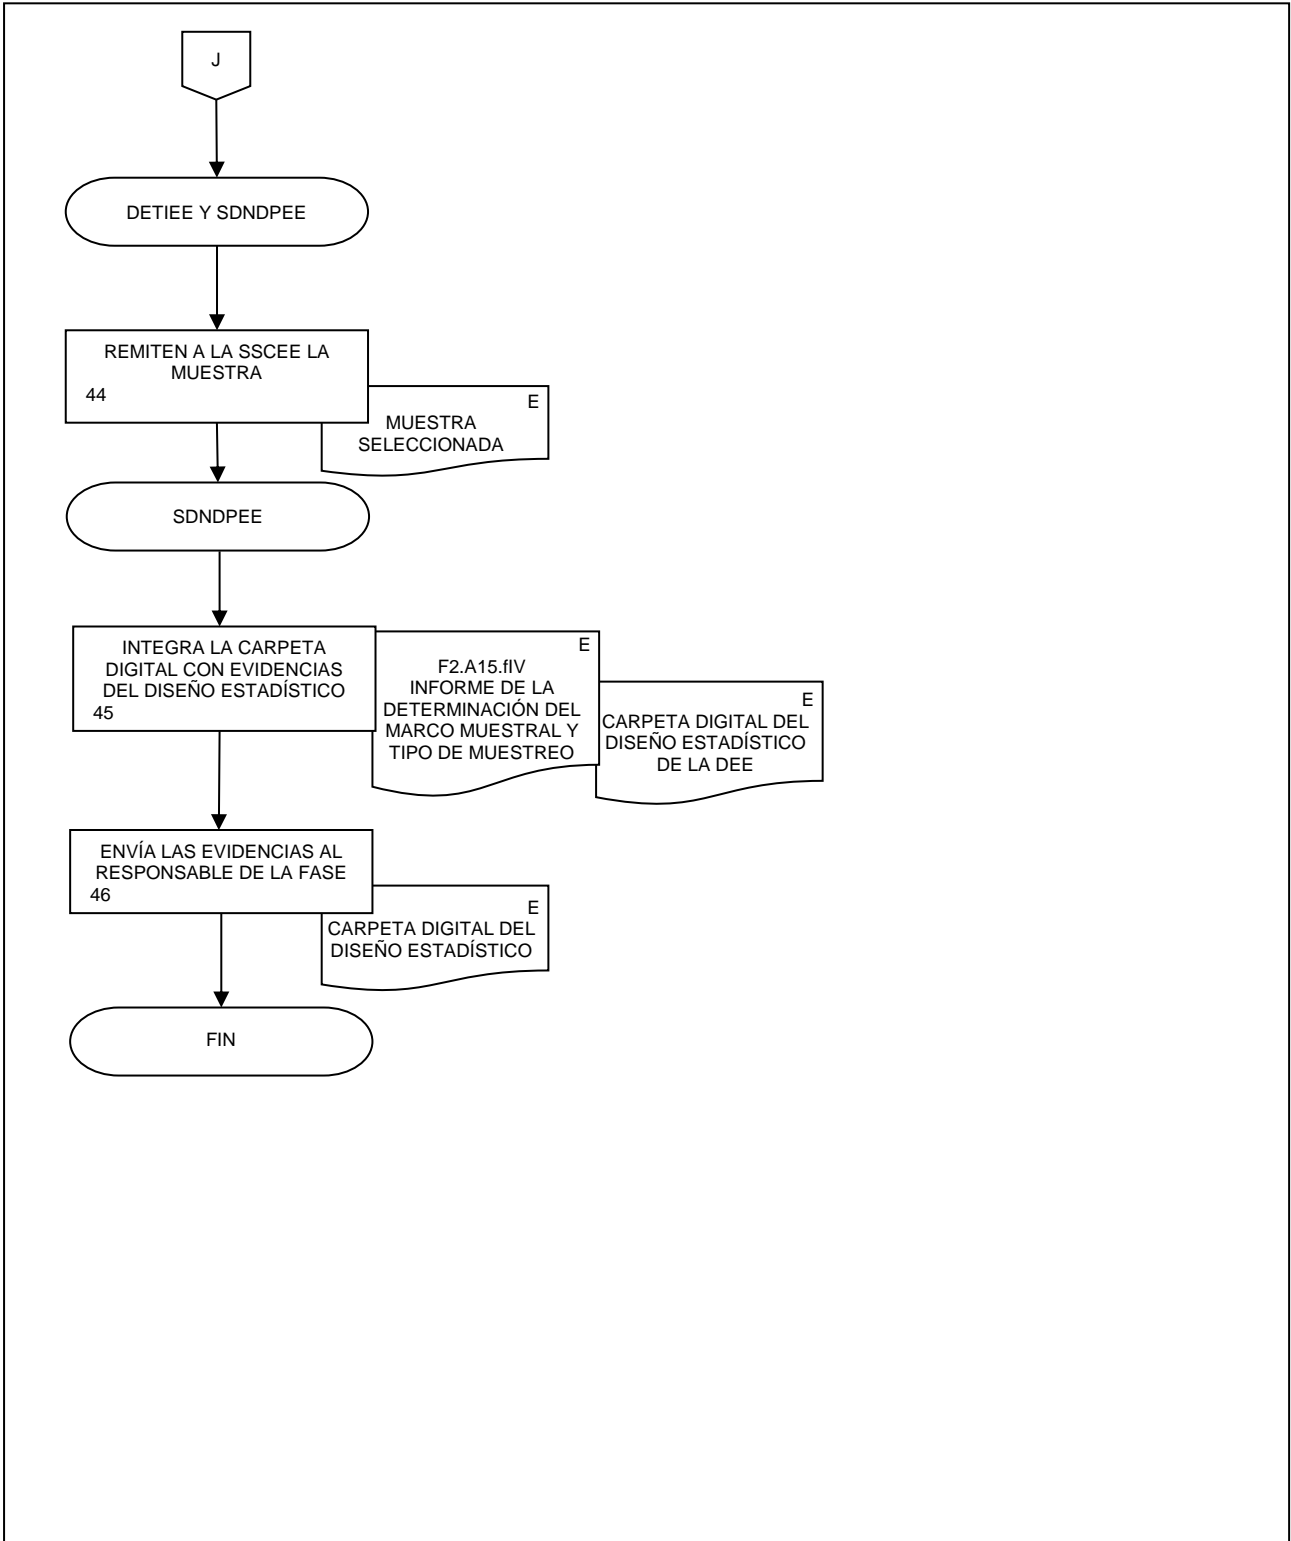 J
DETIEE Y SDNDPEE
REMITEN A LA SSCEE LA
MUESTRA
44
E
MUESTRA
SELECCIONADA
SDNDPEE
INTEGRA LA CARPETA
DIGITAL CON EVIDENCIAS
DEL DISEÑO ESTADÍSTICO
45
E
F2.A15.fIV
INFORME DE LA
DETERMINACIÓN DEL
MARCO MUESTRAL Y
TIPO DE MUESTREO
E
CARPETA DIGITAL DEL
DISEÑO ESTADÍSTICO
DE LA DEE
ENVÍA LAS EVIDENCIAS AL
RESPONSABLE DE LA FASE
46
E
CARPETA DIGITAL DEL
DISEÑO ESTADÍSTICO
FIN